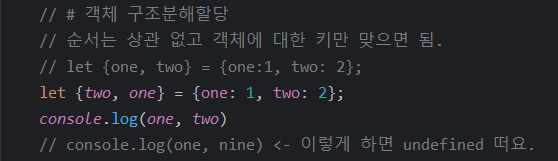 // # 객체 구조분해할당
// 순서는 상관 없고 객체에 대한 키만 맞으면 됨.
// let {one, two} = {one:1, two: 2};
let {two, one} = {one: 1, two: 2};
console.log(one, two)
// console.log(one, nine) <- 이렇게 하면 undefined 떠요.